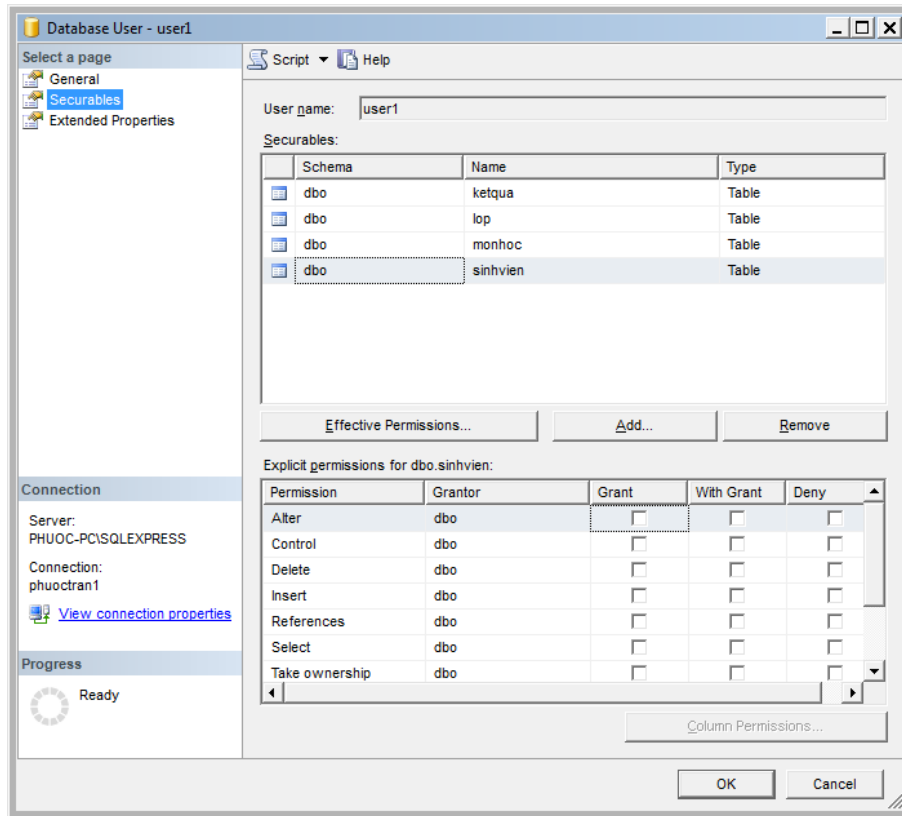 Database User - user1
Select a page
General
Securables
Extended Properties
Script Help
User name: user1
Securables:
Schema Name Type
dbo ketqua Table
dbo lop Table
dbo monhoc Table
dbo sinhvien Table
Effective Permissions... Add... Remove
Explicit permissions for dbo.sinhvien:
Permission Grantor Grant With Grant Deny
Alter dbo
Control dbo
Delete dbo
Insert dbo
References dbo
Select dbo
Take ownership dbo
Column Permissions...
Connection
Server:
PHUOC-PC\SQLEXPRESS
Connection:
phuoctran1
View connection properties
Progress
Ready
OK Cancel